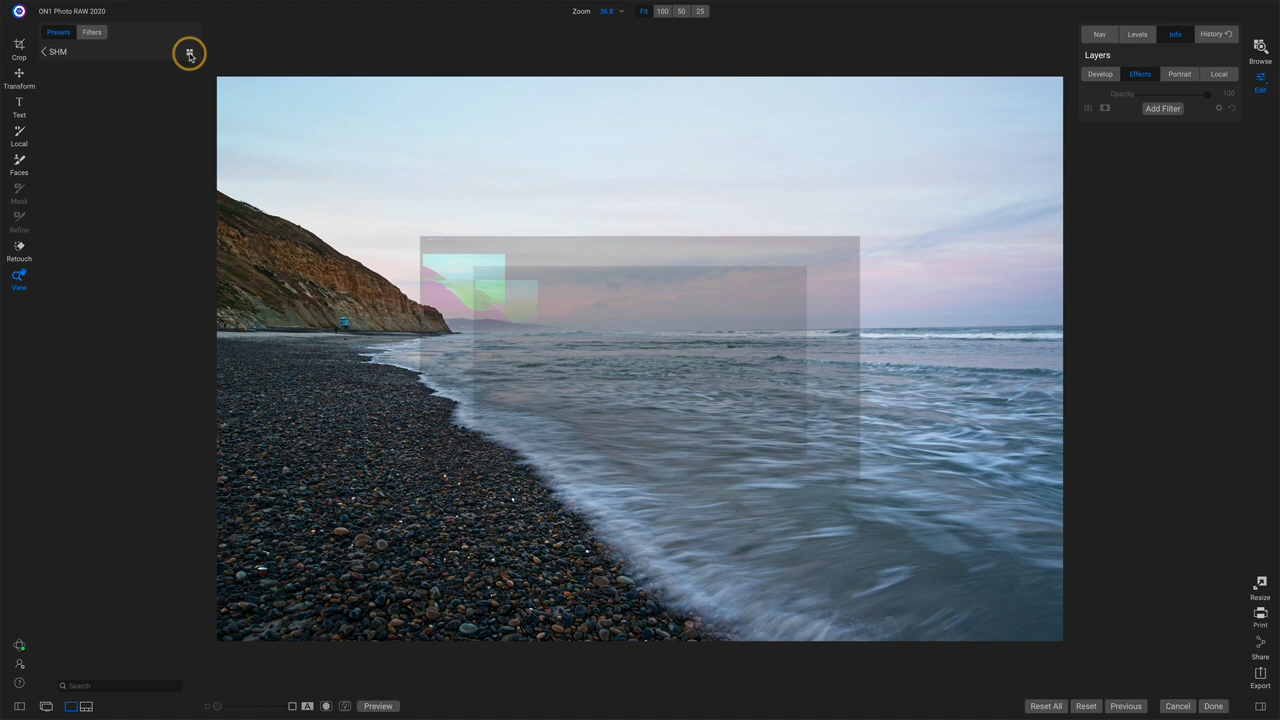 ON1 Photo RAW 2020
Zoom 36.8 Fit 100 50 25
Presets Filters
SHM
Crop
Transform
Text
Local
Faces
Mask
Refine
Retouch
View
Nav Levels Info History
Layers
Develop Effects Portrait Local
Opacity 100
Add Filter
Browse
Edit
Resize
Print
Share
Export
Search
A
Preview
Reset All Reset Previous Cancel Done